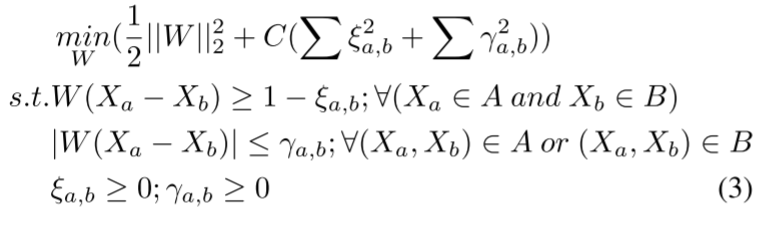 min_W (1/2 ||W||_2^2 + C(∑ ξ_{a,b}^2 + ∑ γ_{a,b}^2))
s.t. W(X_a − X_b) ≥ 1 − ξ_{a,b}; ∀(X_a ∈ A and X_b ∈ B)
|W(X_a − X_b)| ≤ γ_{a,b}; ∀(X_a, X_b) ∈ A or (X_a, X_b) ∈ B
ξ_{a,b} ≥ 0; γ_{a,b} ≥ 0 (3)